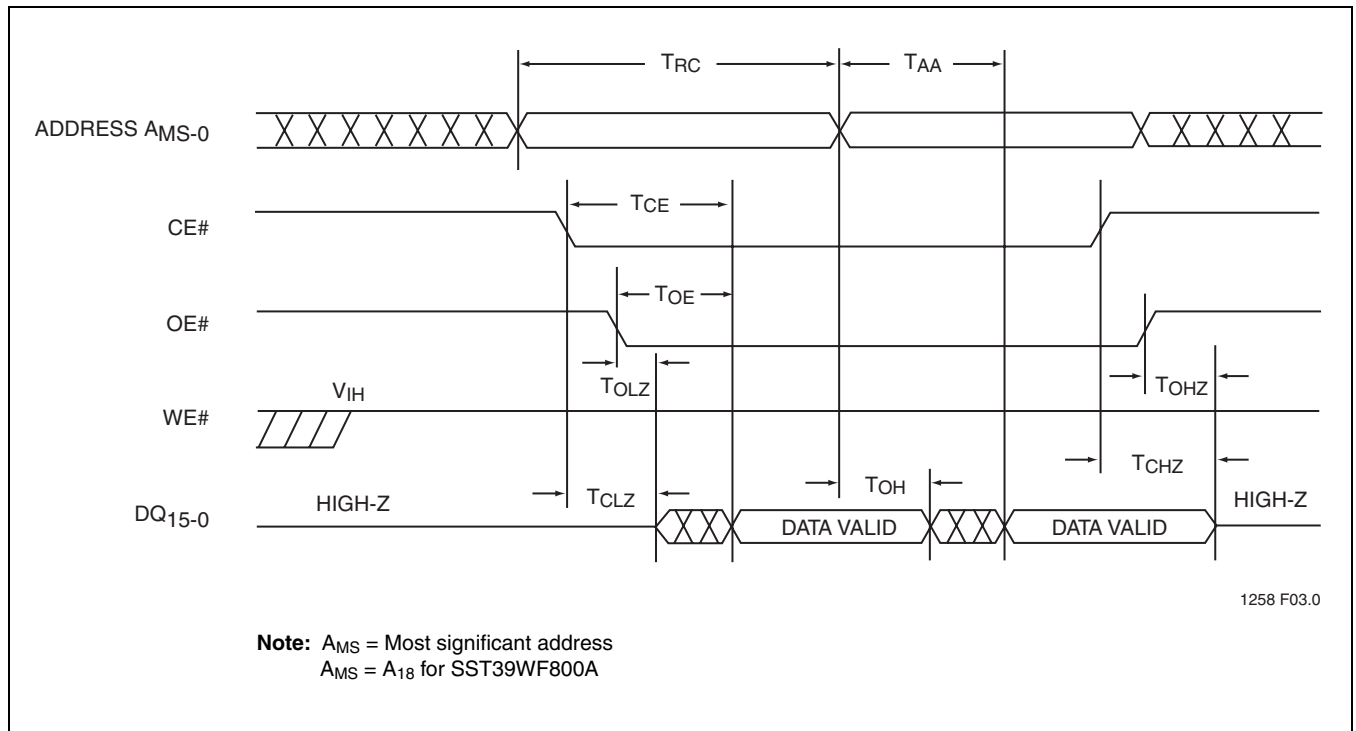 TRC
TAA
ADDRESS AMS-0
TCE
CE#
TOE
OE#
TOLZ
TOHZ
VIH
WE#
TCHZ
TCLZ
TOH
HIGH-Z
HIGH-Z
DQ15-0
DATA VALID
DATA VALID
1258 F03.0
Note: AMS = Most significant address
AMS = A18 for SST39WF800A